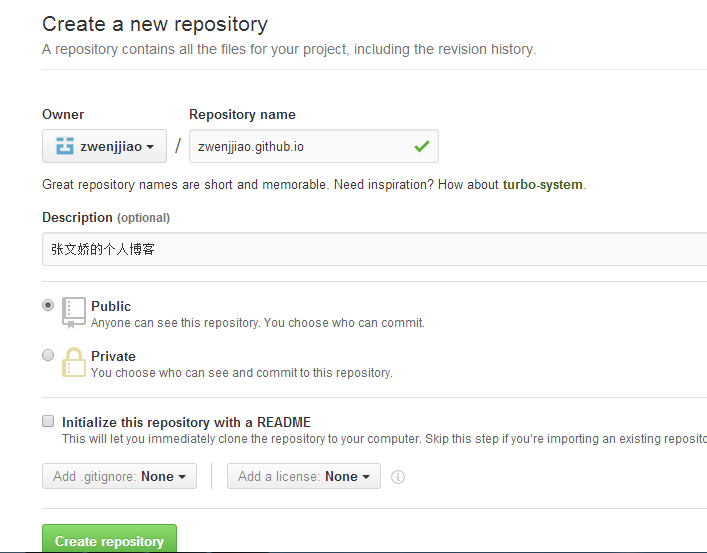 Create a new repository
A repository contains all the files for your project, including the revision history.
Owner Repository name
zwenjjiao / zwenjjiao.github.io
Great repository names are short and memorable. Need inspiration? How about turbo-system.
Description (optional)
张文娇的个人博客
Public
Anyone can see this repository. You choose who can commit.
Private
You choose who can see and commit to this repository.
Initialize this repository with a README
This will let you immediately clone the repository to your computer. Skip this step if you're importing an existing reposito
Add .gitignore: None Add a license: None
Create repository